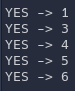 YES -> 1
YES -> 3
YES -> 4
YES -> 5
YES -> 6